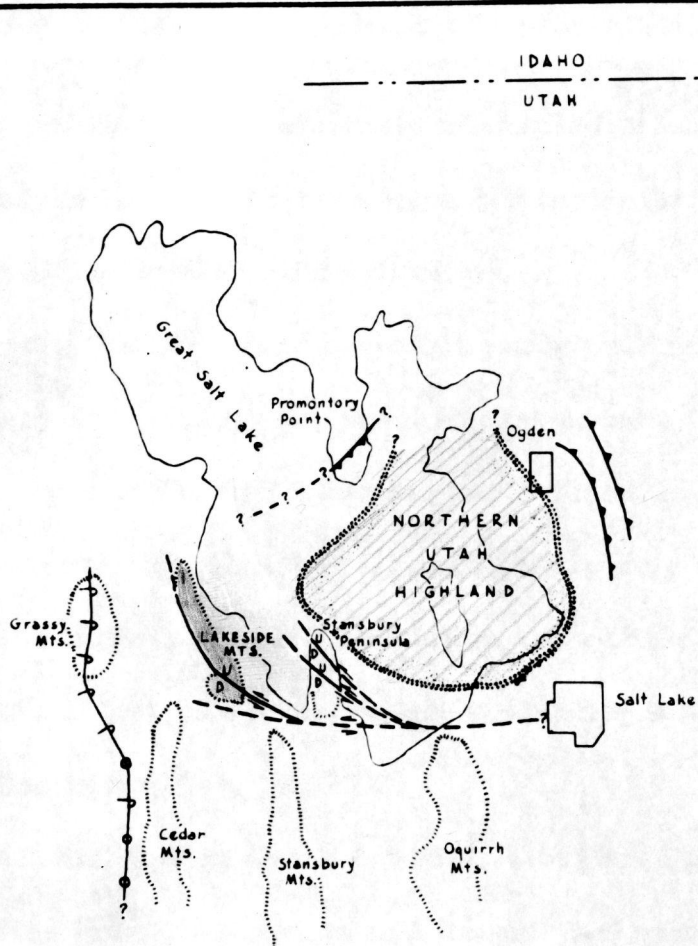 IDAHO
UTAH
Great Salt Lake
Promontory
Point
?
?
?
?
?
?
Ogden
NORTHERN
UTAH
HIGHLAND
Grassy
Mts.
LAKESIDE
MTS.
Stansbury
Paninsula
U
D
U
D
U
D
Salt Lake
Cedar
Mts.
Stansbury
Mts.
Oquirrh
Mts.
?